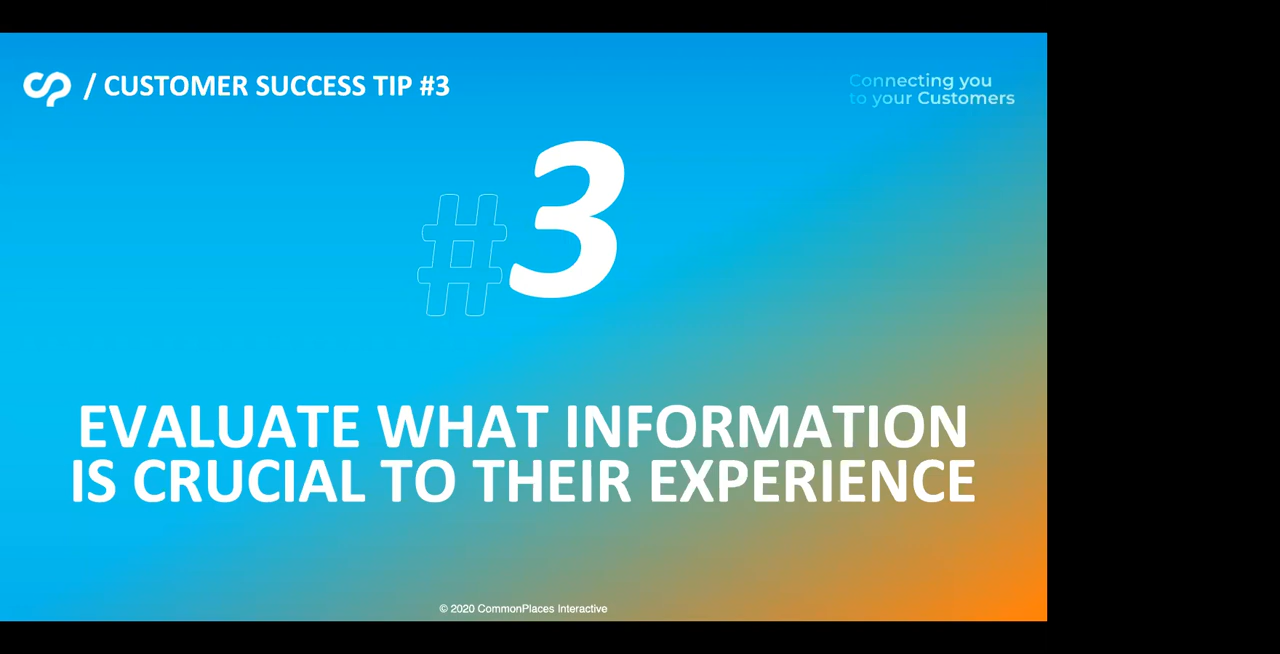 / CUSTOMER SUCCESS TIP #3
Connecting you
to your Customers
#3
EVALUATE WHAT INFORMATION
IS CRUCIAL TO THEIR EXPERIENCE
© 2020 CommonPlaces Interactive